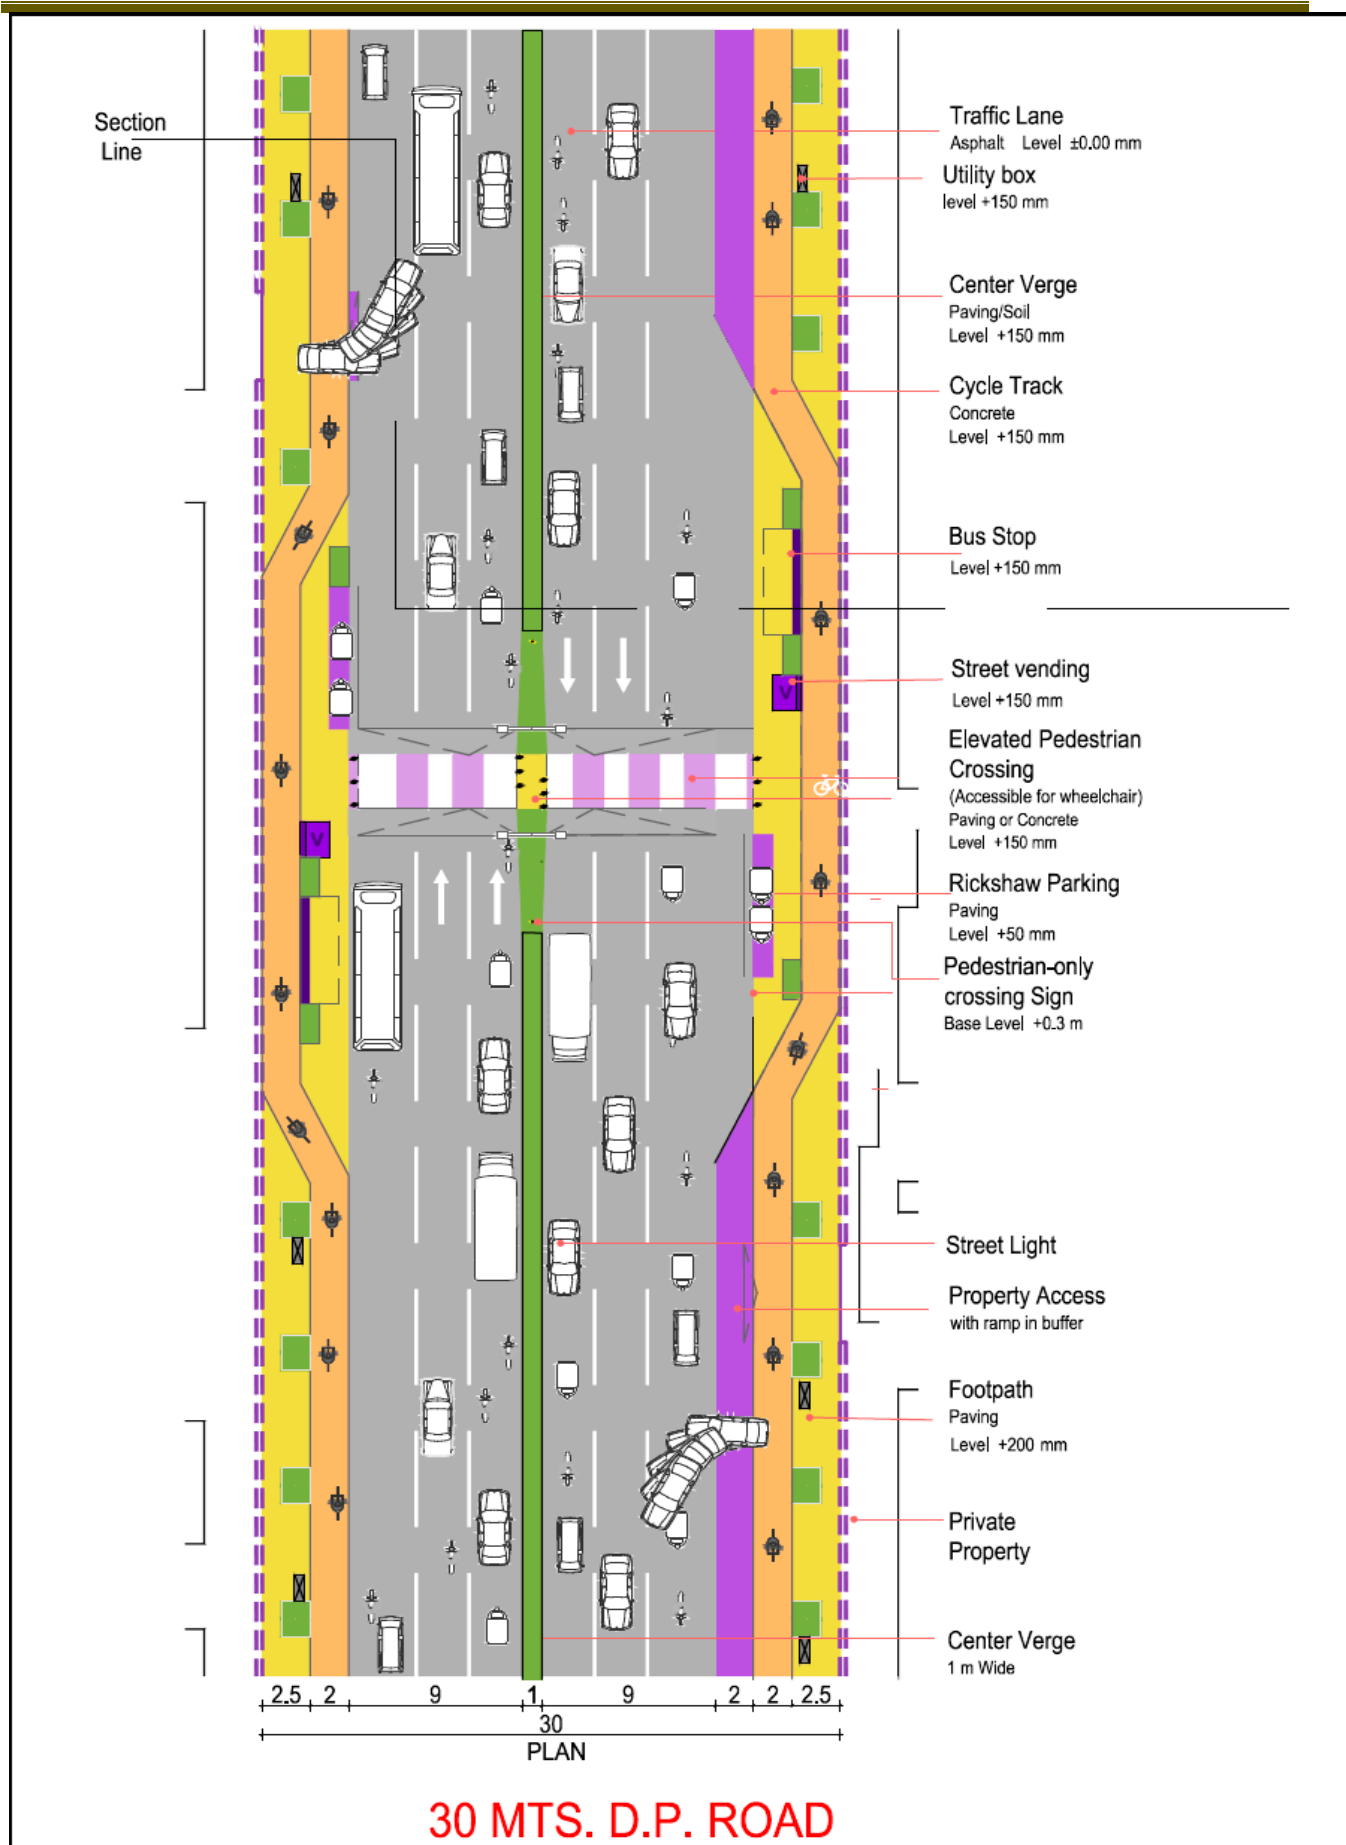 Section
Line
Traffic Lane
Asphalt Level ±0.00 mm
Utility box
level +150 mm
Center Verge
Paving/Soil
Level +150 mm
Cycle Track
Concrete
Level +150 mm
Bus Stop
Level +150 mm
Street vending
Level +150 mm
V
Elevated Pedestrian
Crossing
(Accessible for wheelchair)
Paving or Concrete
Level +150 mm
V
Rickshaw Parking
Paving
Level +50 mm
Pedestrian-only
crossing Sign
Base Level +0.3 m
Street Light
Property Access
with ramp in buffer
Footpath
Paving
Level +200 mm
Private
Property
Center Verge
1 m Wide
2.5 2 9 1 9 2 2 2.5
30
PLAN
30 MTS. D.P. ROAD